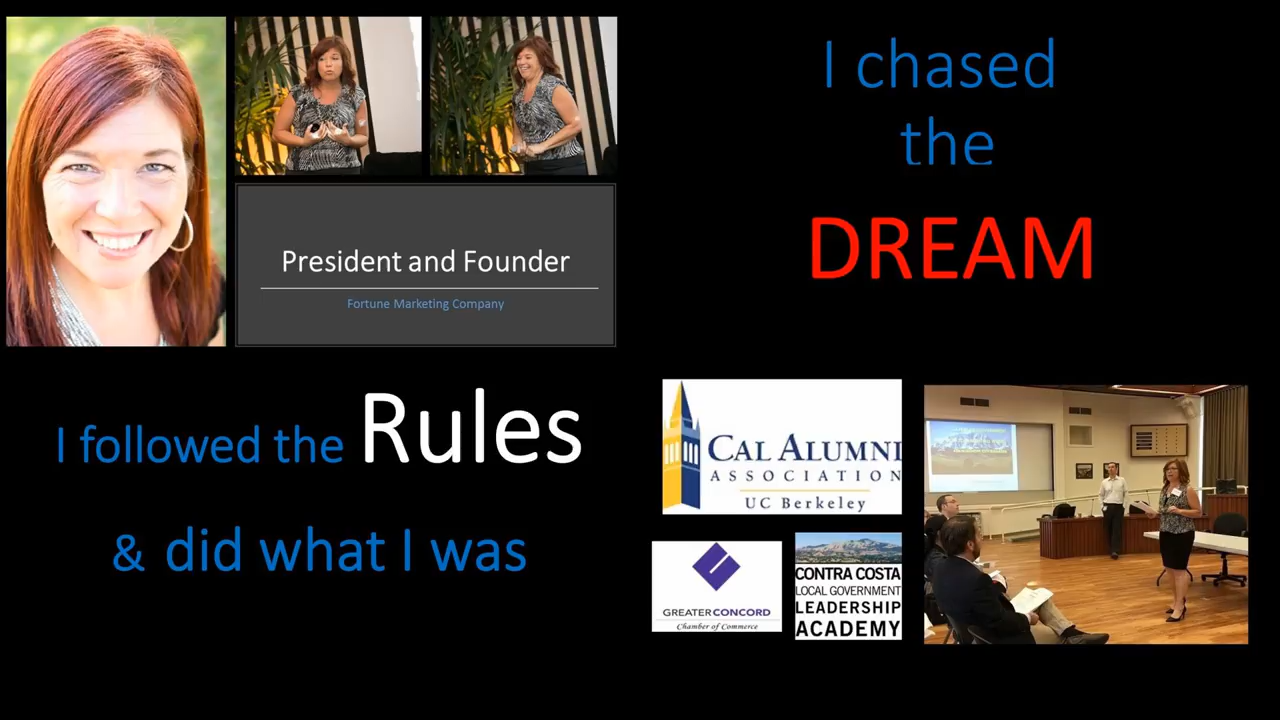 President and Founder
Fortune Marketing Company
I chased
the
DREAM
I followed the Rules
& did what I was
CAL ALUMNI
ASSOCIATION
UC Berkeley
GREATER CONCORD
Chamber of Commerce
CONTRA COSTA
LOCAL GOVERNMENT
LEADERSHIP
ACADEMY